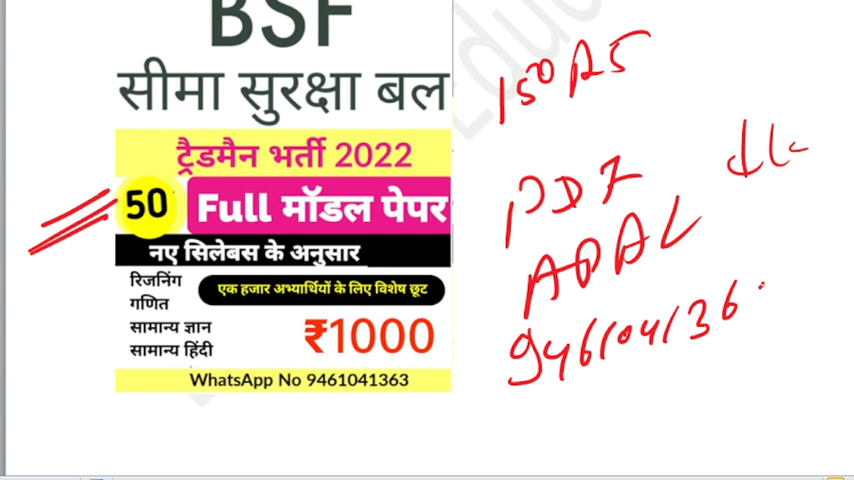 BSF
सीमा सुरक्षा बल
ट्रैडमैन भर्ती 2022
50 Full मॉडल पेपर
नए सिलेबस के अनुसार
रिजनिंग
गणित
सामान्य ज्ञान
सामान्य हिंदी
एक हजार अभ्यार्थियों के लिए विशेष छूट
₹1000
WhatsApp No 9461041363
150 RS
PDF
946104136